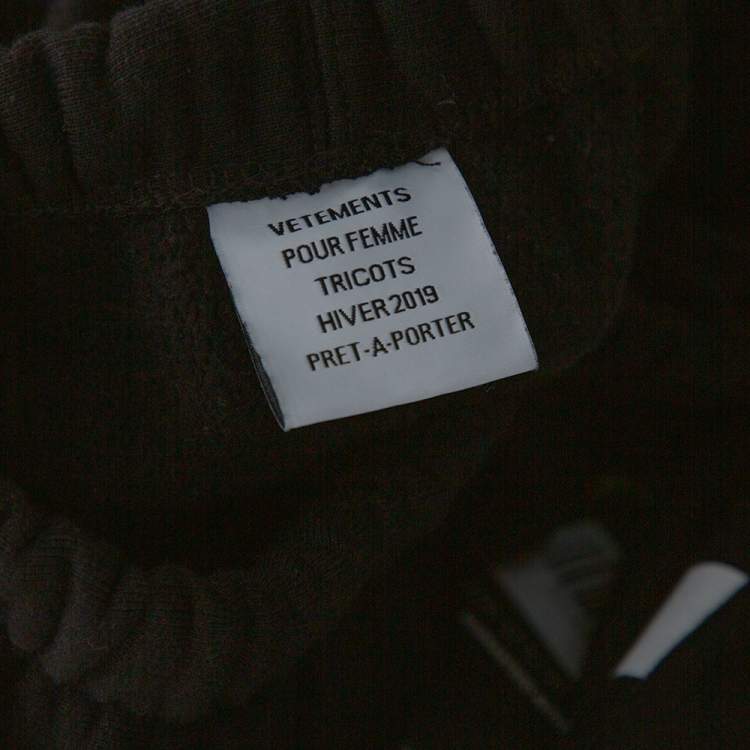 VETEMENTS
POUR FEMME
TRICOTS
HIVER 2019
PRET-A-PORTER